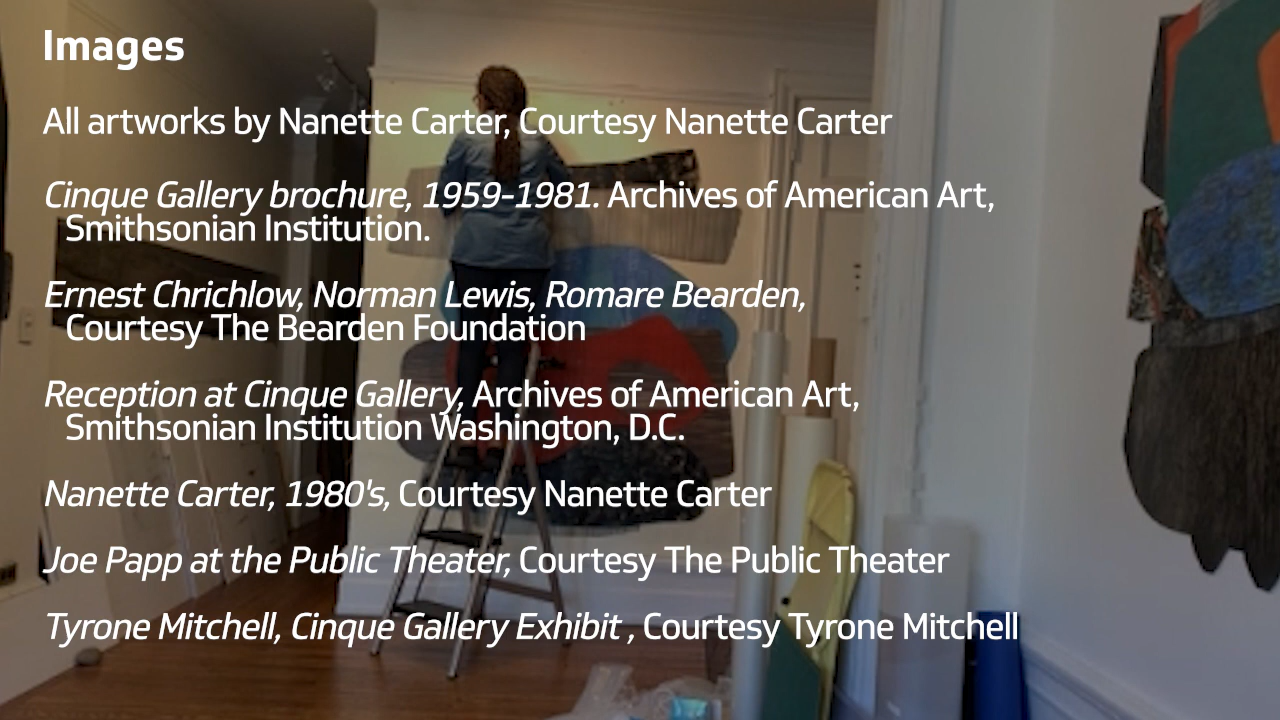 Images
All artworks by Nanette Carter, Courtesy Nanette Carter
Cinque Gallery brochure, 1959-1981. Archives of American Art,
Smithsonian Institution.
Ernest Chrichlow, Norman Lewis, Romare Bearden,
Courtesy The Bearden Foundation
Reception at Cinque Gallery, Archives of American Art,
Smithsonian Institution Washington, D.C.
Nanette Carter, 1980's, Courtesy Nanette Carter
Joe Papp at the Public Theater, Courtesy The Public Theater
Tyrone Mitchell, Cinque Gallery Exhibit , Courtesy Tyrone Mitchell